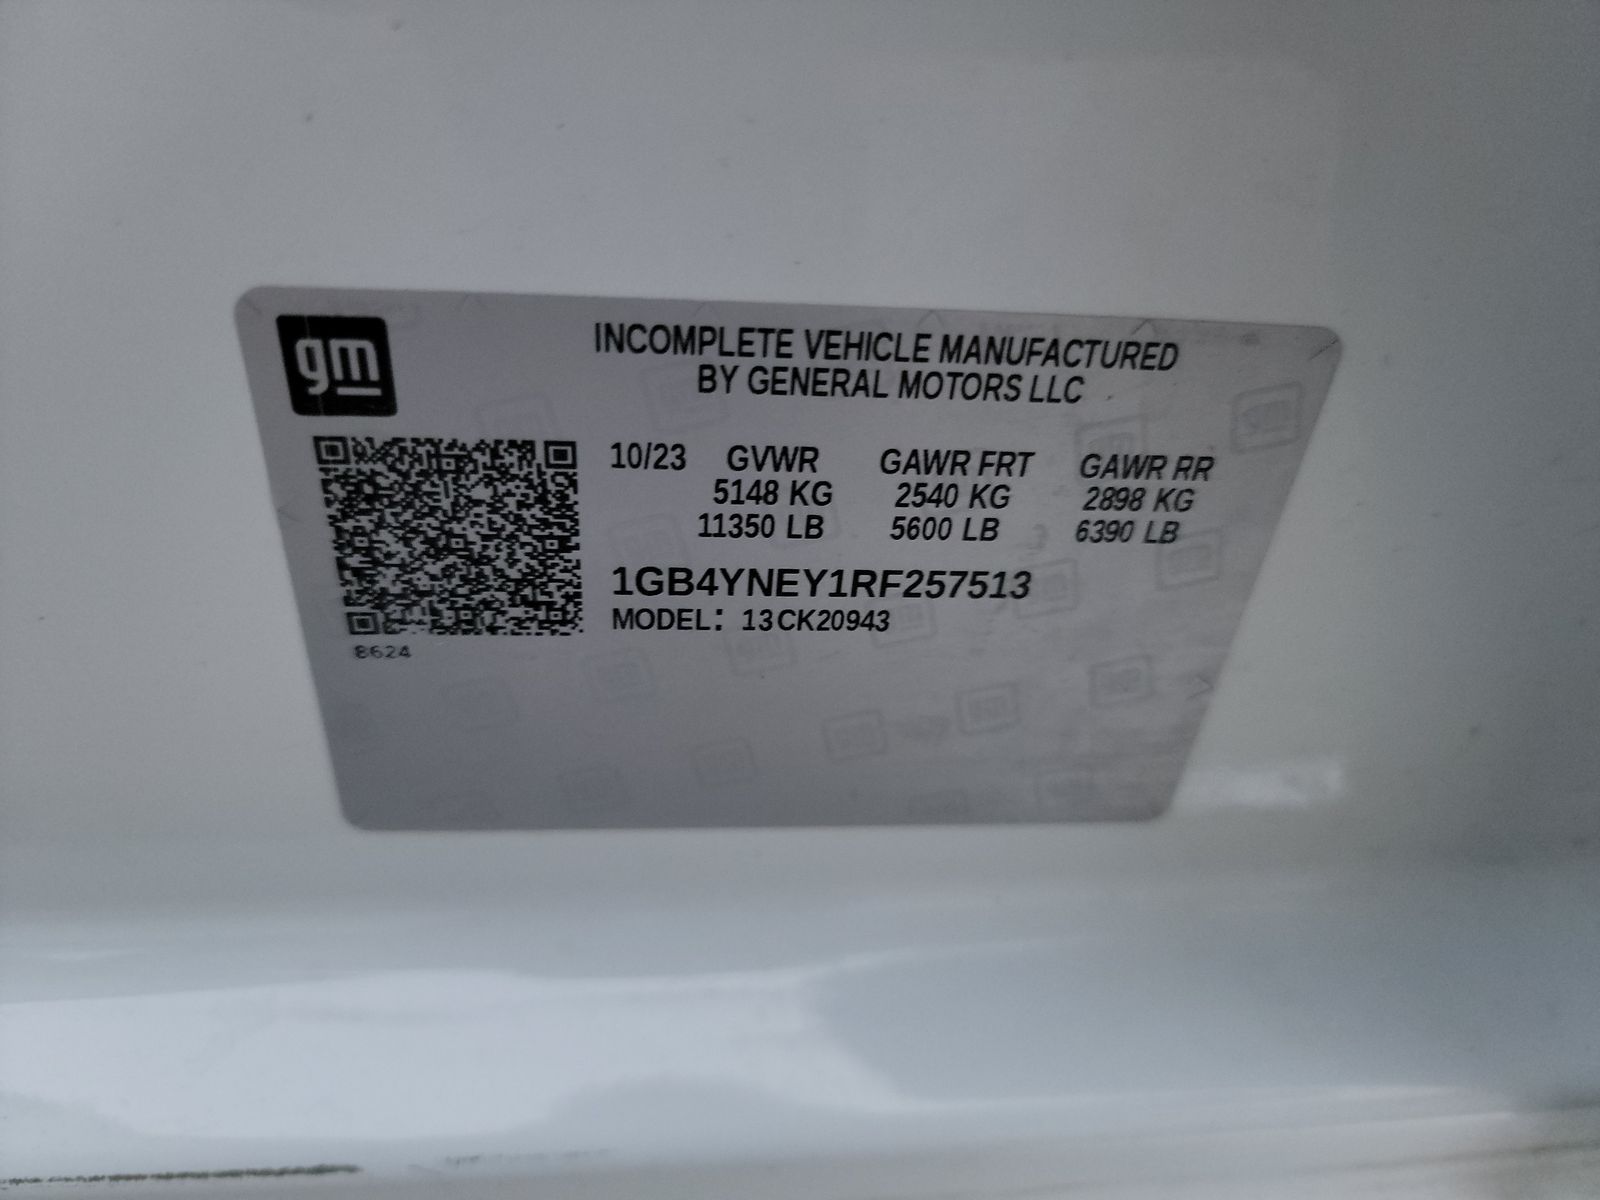 gm
INCOMPLETE VEHICLE MANUFACTURED
BY GENERAL MOTORS LLC
10/23 GVWR GAWR FRT GAWR RR
5148 KG 2540 KG 2898 KG
11350 LB 5600 LB 6390 LB
1GB4YNEY1RF257513
MODEL: 13CK20943
8624